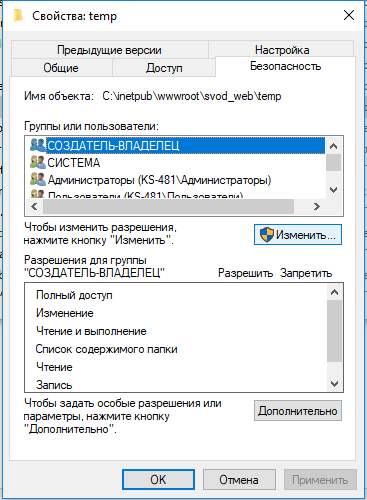 Свойства: temp
Предыдущие версии
Настройка
Общие
Доступ
Безопасность
Имя объекта: C:\inetpub\wwwroot\svod_web\temp
Группы или пользователи:
СОЗДАТЕЛЬ-ВЛАДЕЛЕЦ
СИСТЕМА
Администраторы (KS-481\Администраторы)
Пользователи (KS-481\Пользователи)
Чтобы изменить разрешения,
нажмите кнопку "Изменить".
Изменить...
Разрешения для группы
"СОЗДАТЕЛЬ-ВЛАДЕЛЕЦ"
Разрешить Запретить
Полный доступ
Изменение
Чтение и выполнение
Список содержимого папки
Чтение
Запись
Чтобы задать особые разрешения или
параметры, нажмите кнопку
"Дополнительно".
Дополнительно
OK
Отмена
Применить